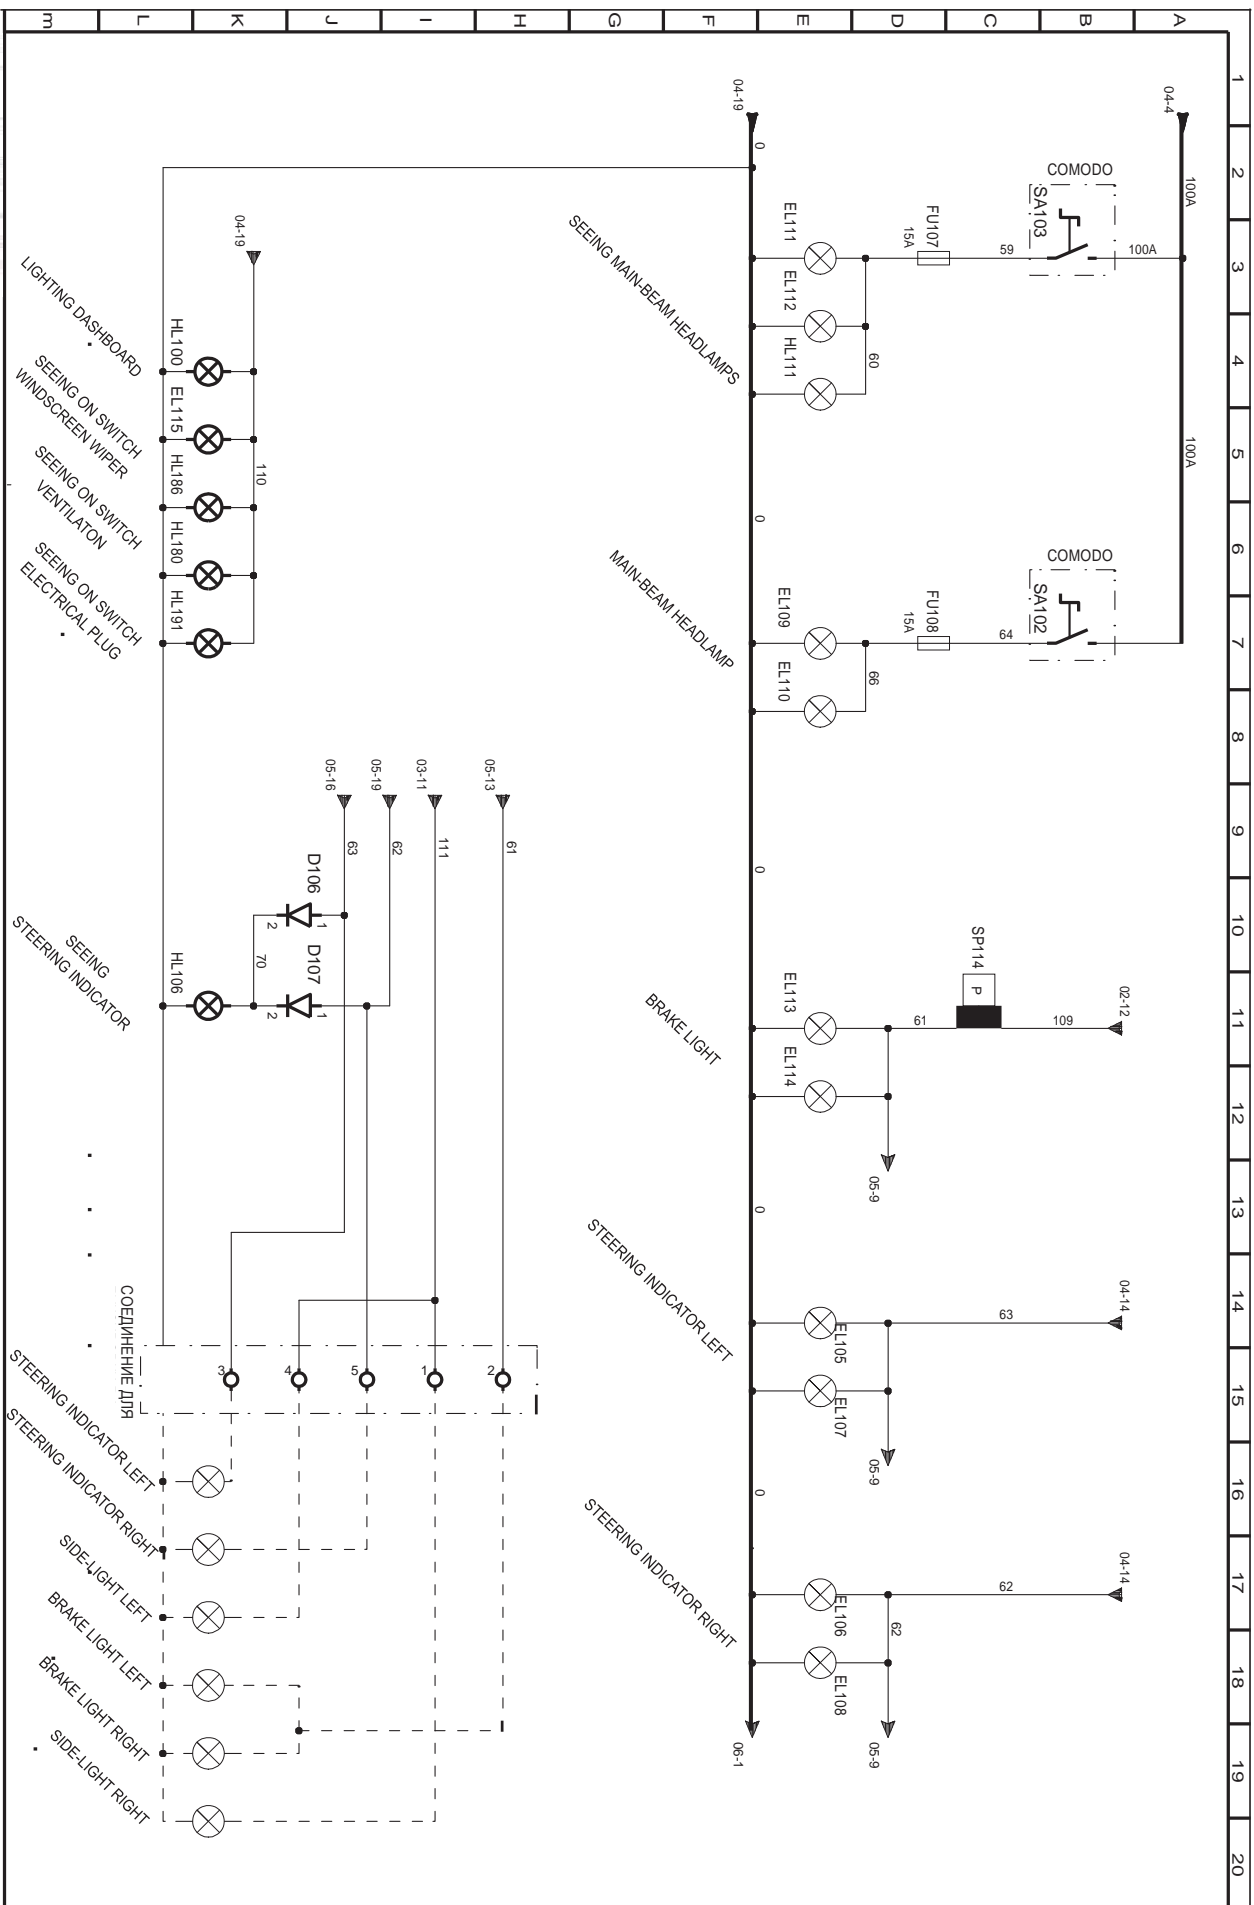 A
B
C
D
E
F
G
H
I
J
K
L
m
1
2
3
4
5
6
7
8
9
10
11
12
13
14
15
16
17
18
19
20
04-4
100A
100A
COMODO
SA103
100A
59
FU107
15A
EL111
EL112
HL111
60
SEEING MAIN-BEAM HEADLAMPS
04-19
0
0
0
0
0
COMODO
SA102
64
FU108
15A
EL109
EL110
66
MAIN-BEAM HEADLAMP
02-12
109
SP114
P
61
EL113
EL114
05-9
BRAKE LIGHT
04-14
63
EL105
EL107
05-9
STEERING INDICATOR LEFT
04-14
62
62
EL106
EL108
05-9
STEERING INDICATOR RIGHT
06-1
04-19
110
HL100
EL115
HL186
HL180
HL191
LIGHTING DASHBOARD
SEEING ON SWITCH
WINDSCREEN WIPER
SEEING ON SWITCH
VENTILATON
SEEING ON SWITCH
ELECTRICAL PLUG
05-13
61
03-11
111
05-19
62
05-16
63
D106
1
2
D107
1
2
70
HL106
SEEING
STEERING INDICATOR
СОЕДИНЕНИЕ ДЛЯ
2
1
5
4
3
STEERING INDICATOR LEFT
STEERING INDICATOR RIGHT
SIDE-LIGHT LEFT
BRAKE LIGHT LEFT
BRAKE LIGHT RIGHT
SIDE-LIGHT RIGHT